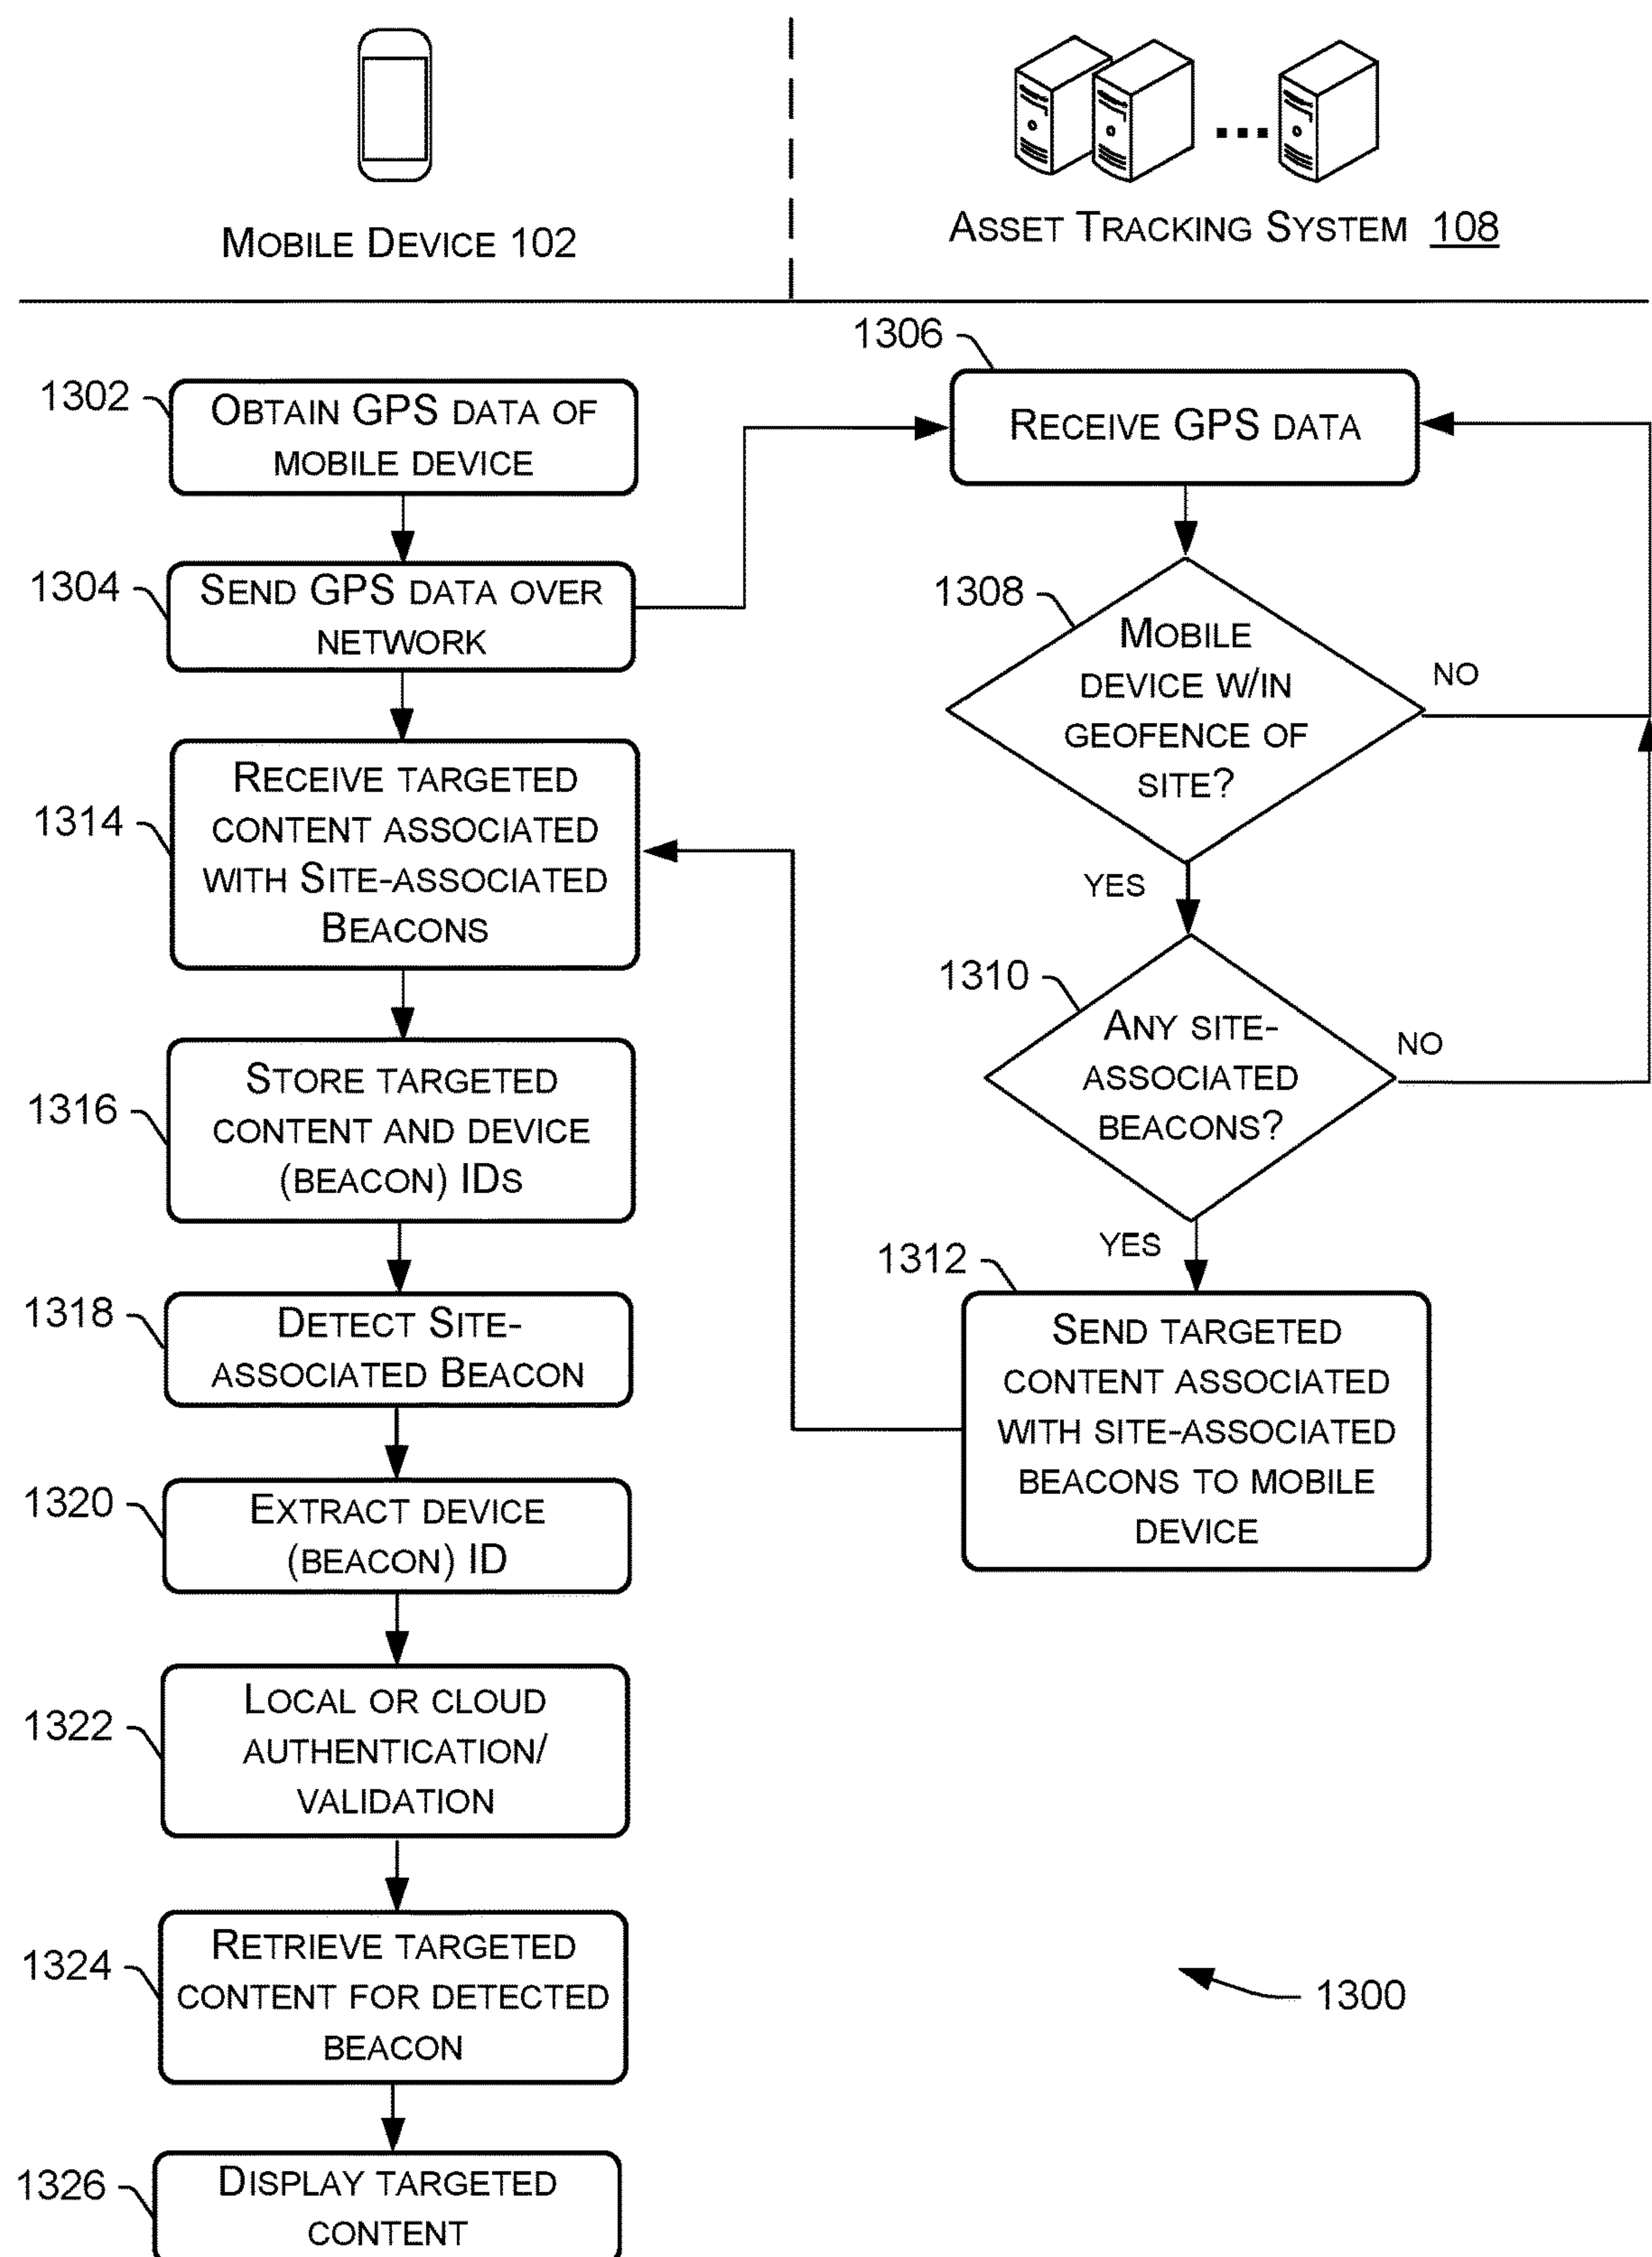 Mobile Device 102
Asset Tracking System 108
1302
Obtain GPS data of
mobile device
1304
Send GPS data over
network
1306
Receive GPS data
1308
Mobile
device w/in
geofence of
site?
NO
YES
1310
Any site-
associated
beacons?
NO
YES
1312
Send targeted
content associated
with site-associated
beacons to mobile
device
1314
Receive targeted
content associated
with Site-associated
Beacons
1316
Store targeted
content and device
(beacon) IDs
1318
Detect Site-
associated Beacon
1320
Extract device
(beacon) ID
1322
Local or cloud
authentication/
validation
1324
Retrieve targeted
content for detected
beacon
1326
Display targeted
content
1300